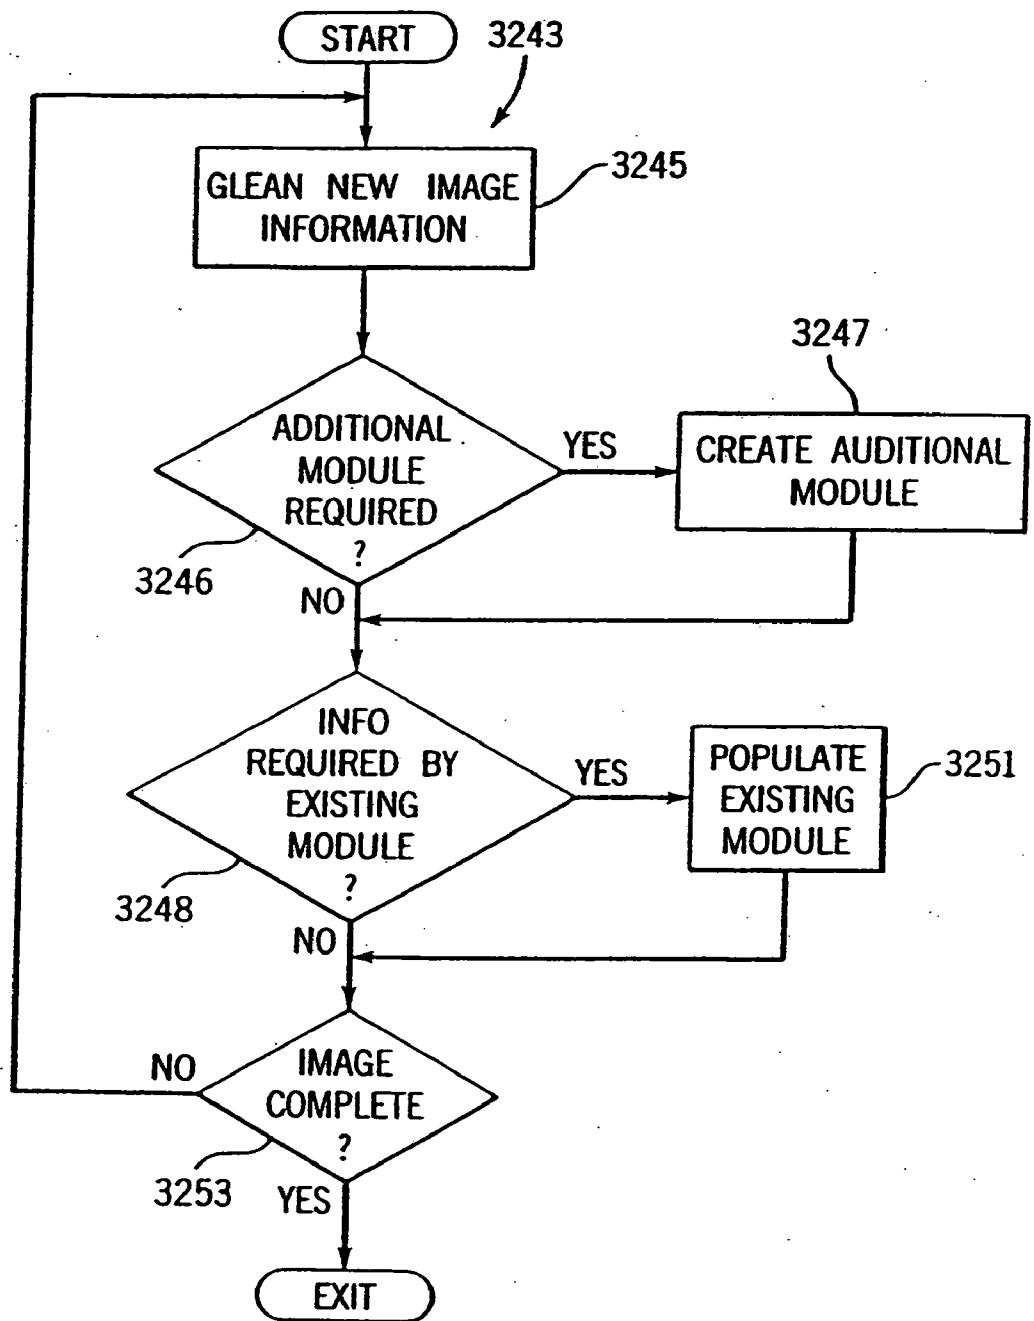 START
3243
GLEAN NEW IMAGE
INFORMATION
3245
ADDITIONAL
MODULE
REQUIRED
?
3246
YES
3247
CREATE AUDITIONAL
MODULE
NO
INFO
REQUIRED BY
EXISTING
MODULE
?
3248
YES
POPULATE
EXISTING
MODULE
3251
NO
IMAGE
COMPLETE
?
NO
3253
YES
EXIT